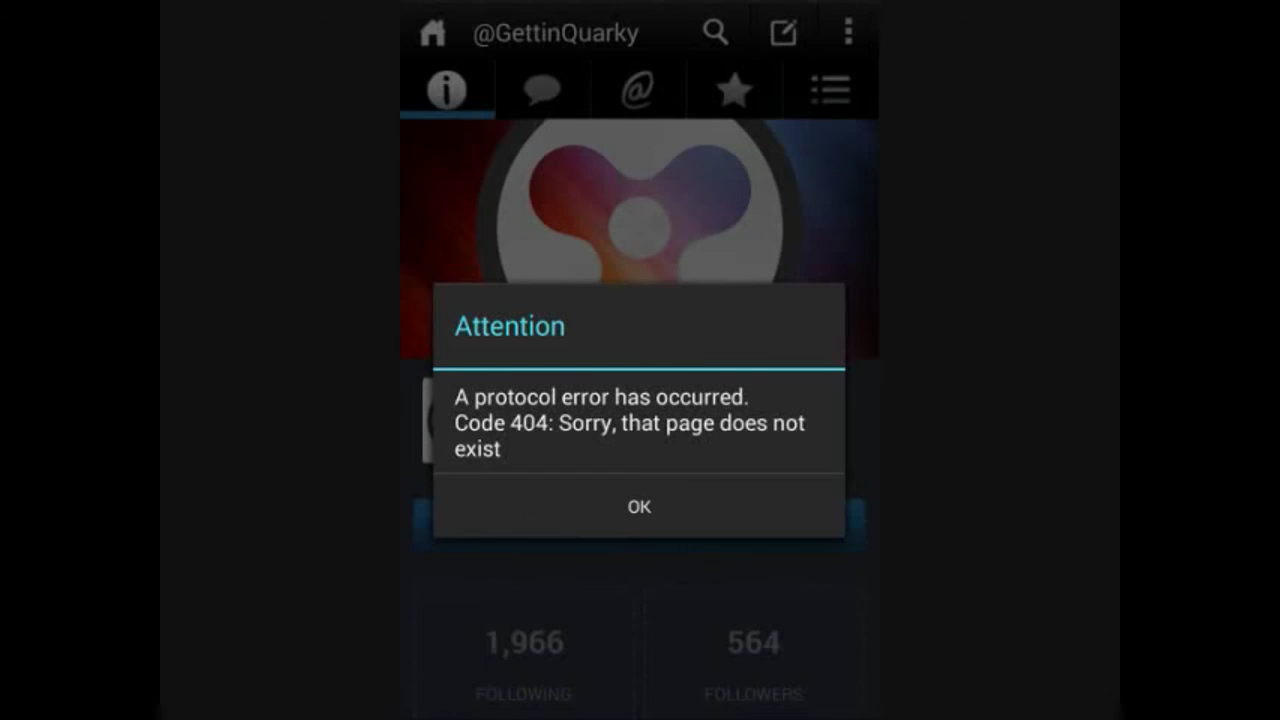 @GettinQuarky
Attention
A protocol error has occurred.
Code 404: Sorry, that page does not
exist
OK
1,966
564
FOLLOWING
FOLLOWERS